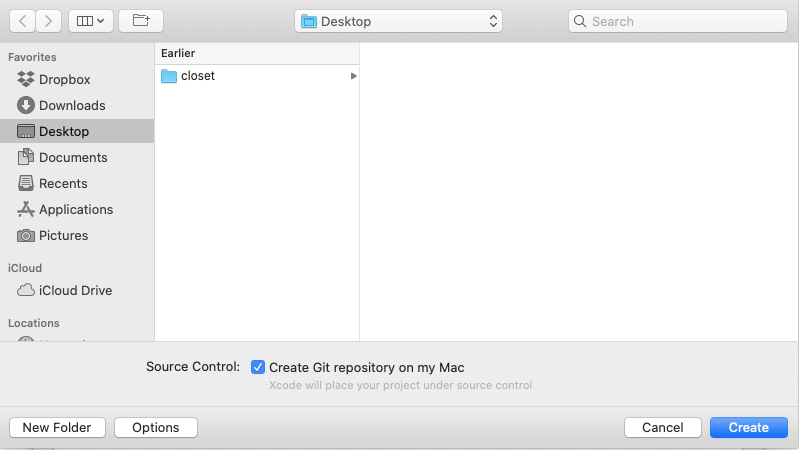 Desktop
Search
Favorites
Dropbox
Downloads
Desktop
Documents
Recents
Applications
Pictures
iCloud
iCloud Drive
Locations
Earlier
closet
Source Control: Create Git repository on my Mac
Xcode will place your project under source control
New Folder
Options
Cancel
Create